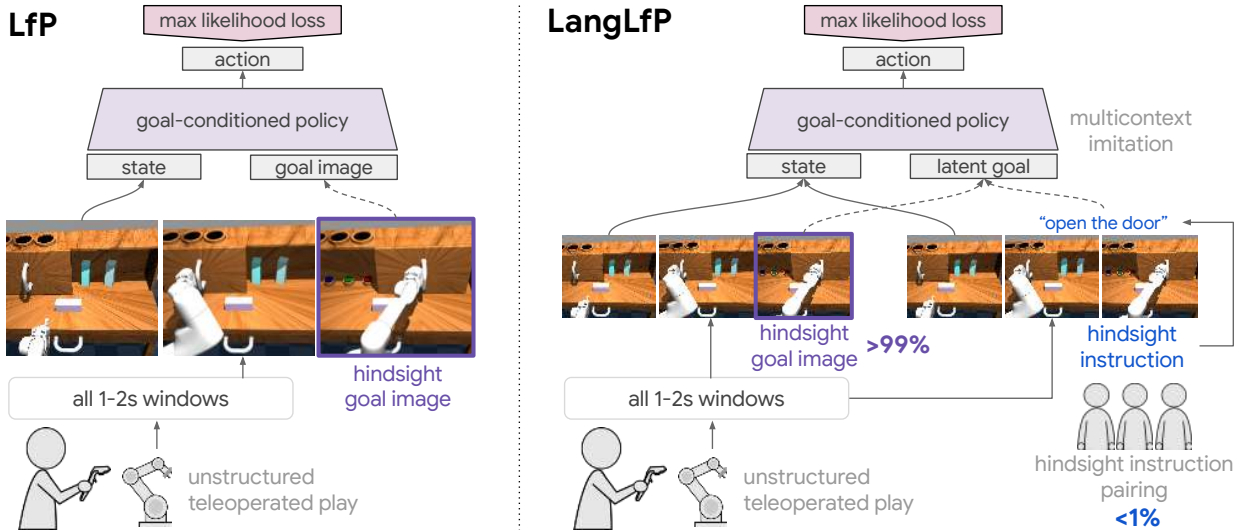 LfP
max likelihood loss
action
goal-conditioned policy
state
goal image
hindsight
goal image
all 1-2s windows
unstructured
teleoperated play
LangLfP
max likelihood loss
action
goal-conditioned policy
multicontext
imitation
state
latent goal
“open the door”
hindsight
goal image
>99%
hindsight
instruction
all 1-2s windows
unstructured
teleoperated play
hindsight instruction
pairing
<1%